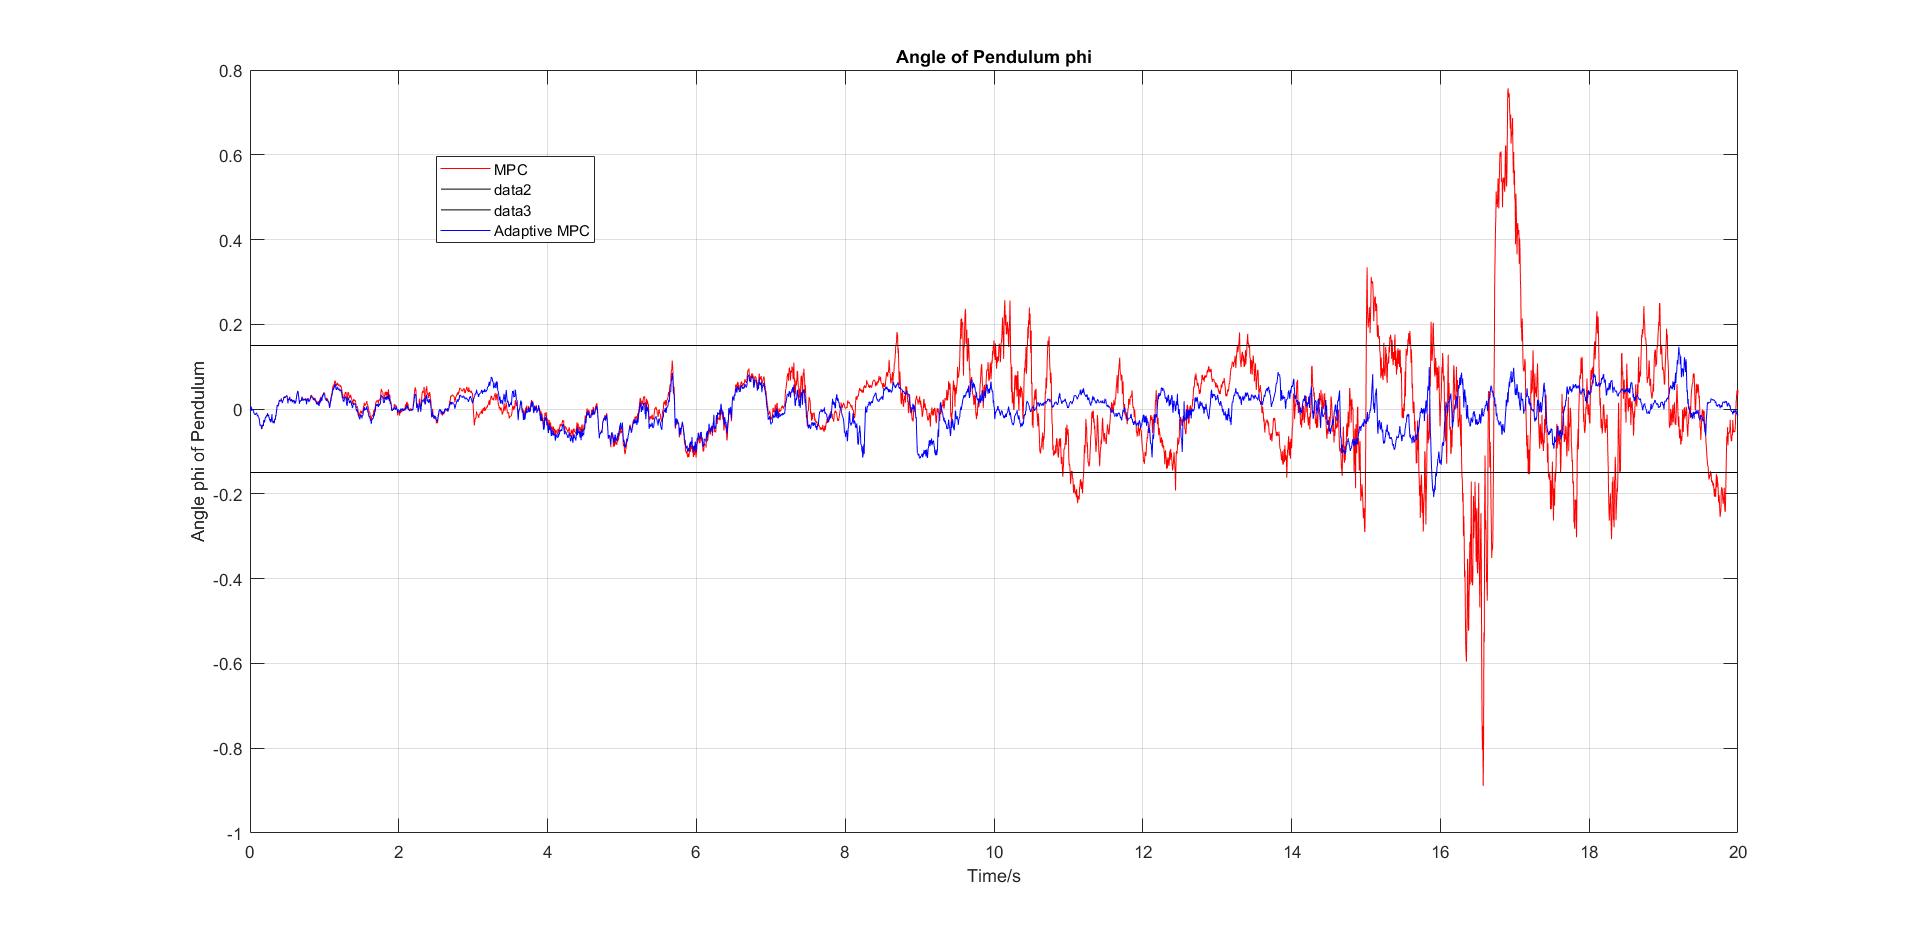 Angle of Pendulum phi
0.8
0.6
0.4
0.2
0
-0.2
-0.4
-0.6
-0.8
-1
Angle phi of Pendulum
MPC
data2
data3
Adaptive MPC
0 2 4 6 8 10 12 14 16 18 20
Time/s